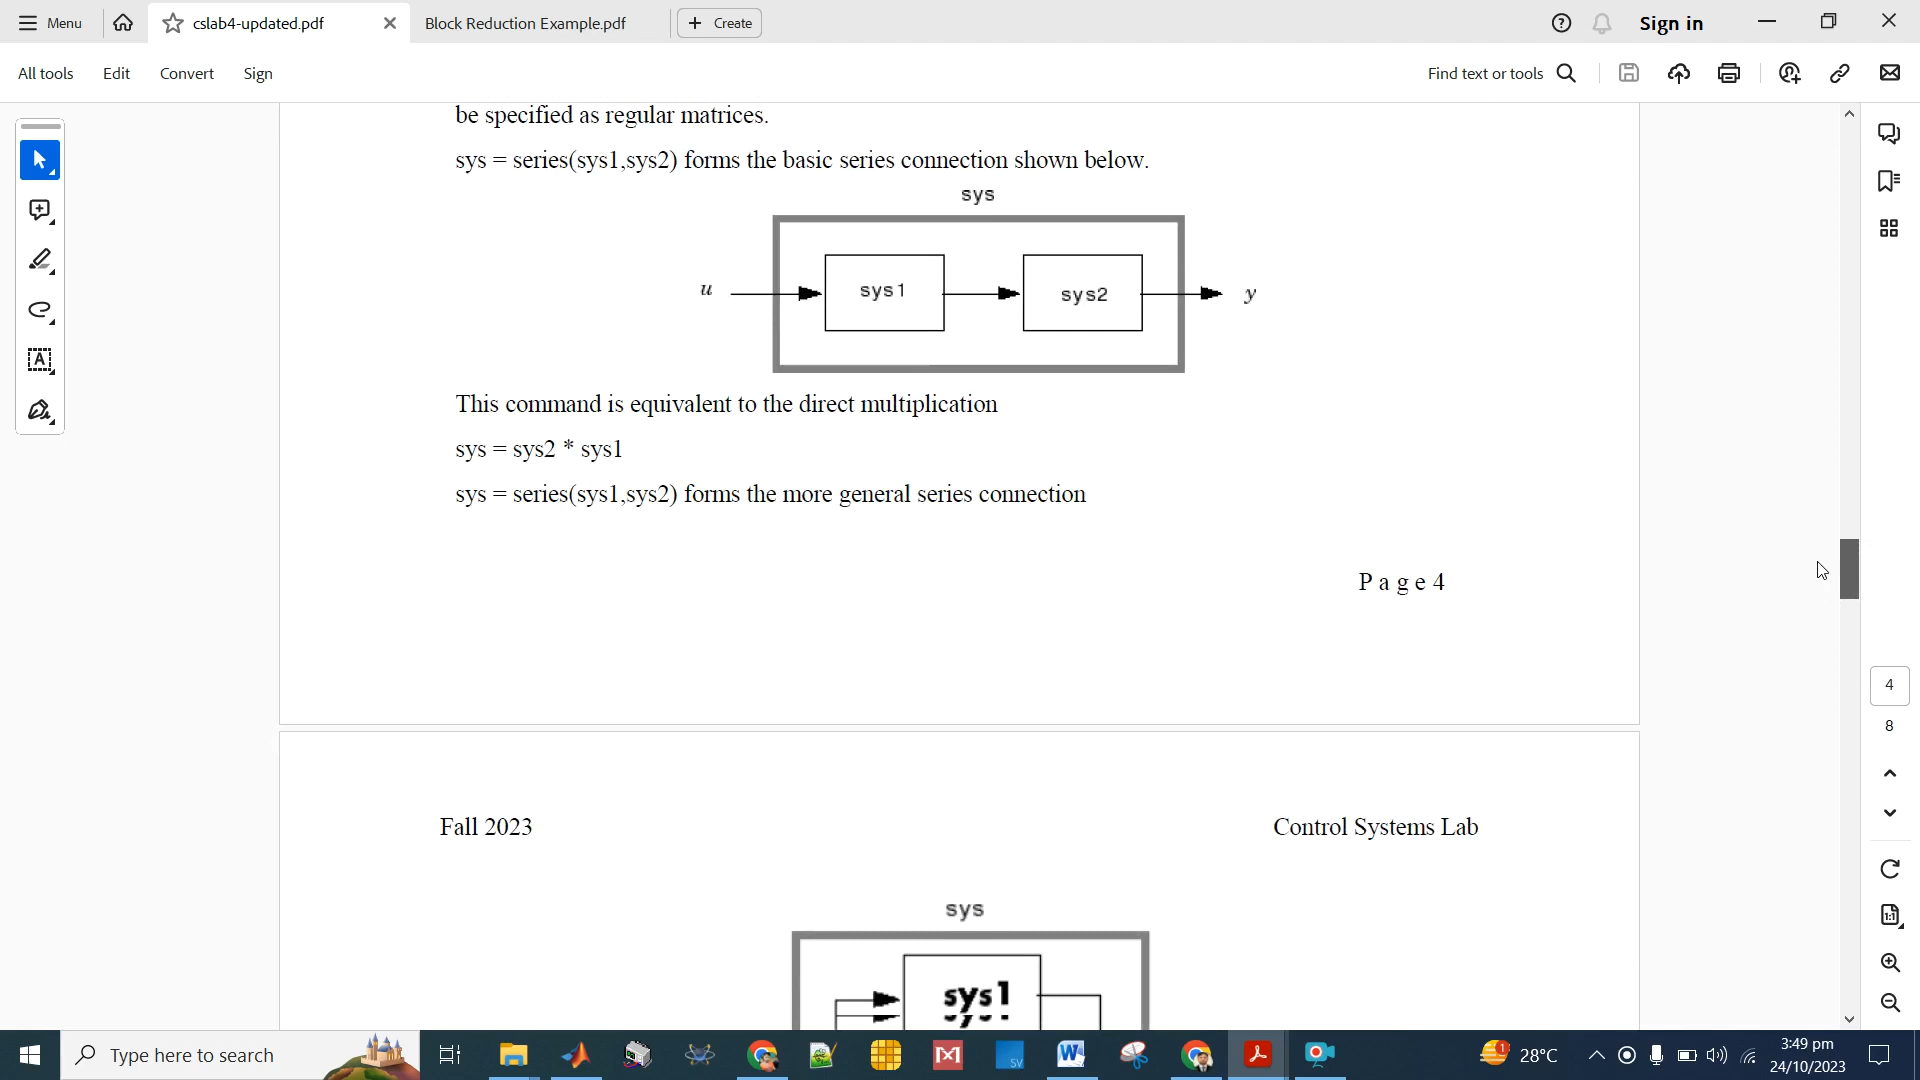 Menu
cslab4-updated.pdf
Block Reduction Example.pdf
Create
Sign in
All tools
Edit
Convert
Sign
Find text or tools
be specified as regular matrices.
sys = series(sys1,sys2) forms the basic series connection shown below.
sys
u
sys1
sys2
y
This command is equivalent to the direct multiplication
sys = sys2 * sys1
sys = series(sys1,sys2) forms the more general series connection
P a g e 4
4
8
Fall 2023
Control Systems Lab
sys
sys1
Type here to search
SV
28°C
3:49 pm
24/10/2023